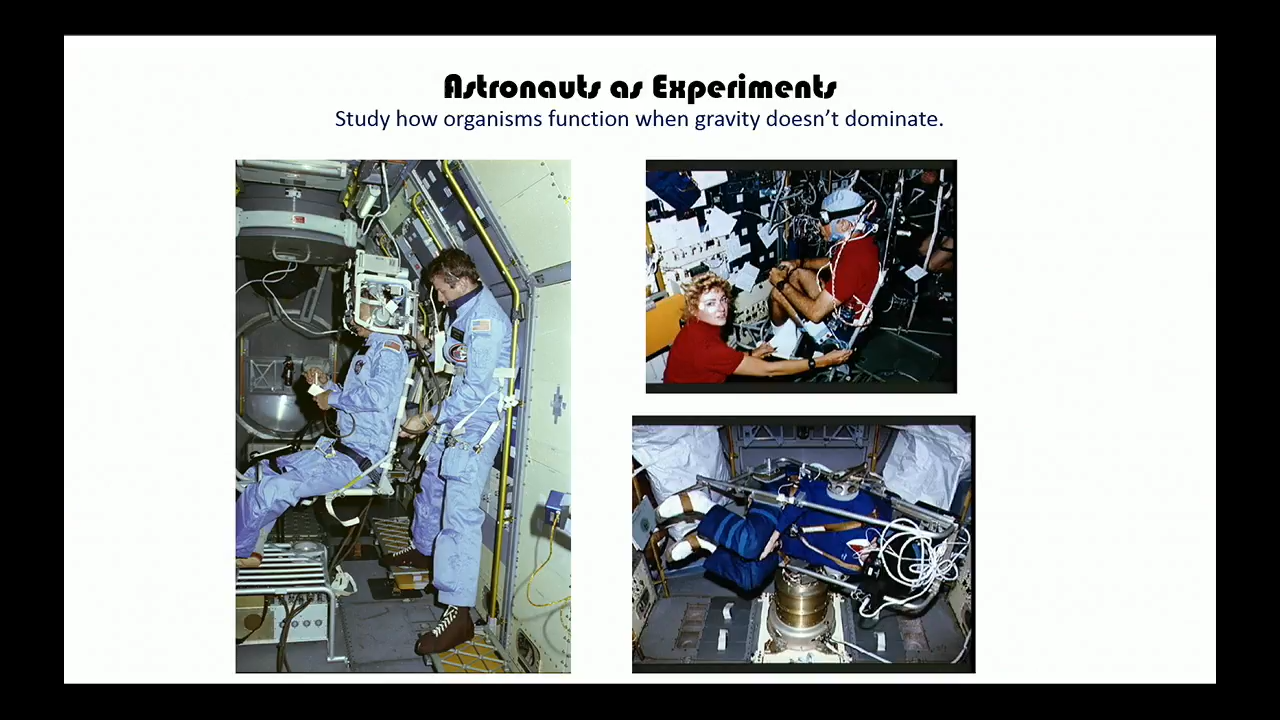 Astronauts as Experiments
Study how organisms function when gravity doesn’t dominate.